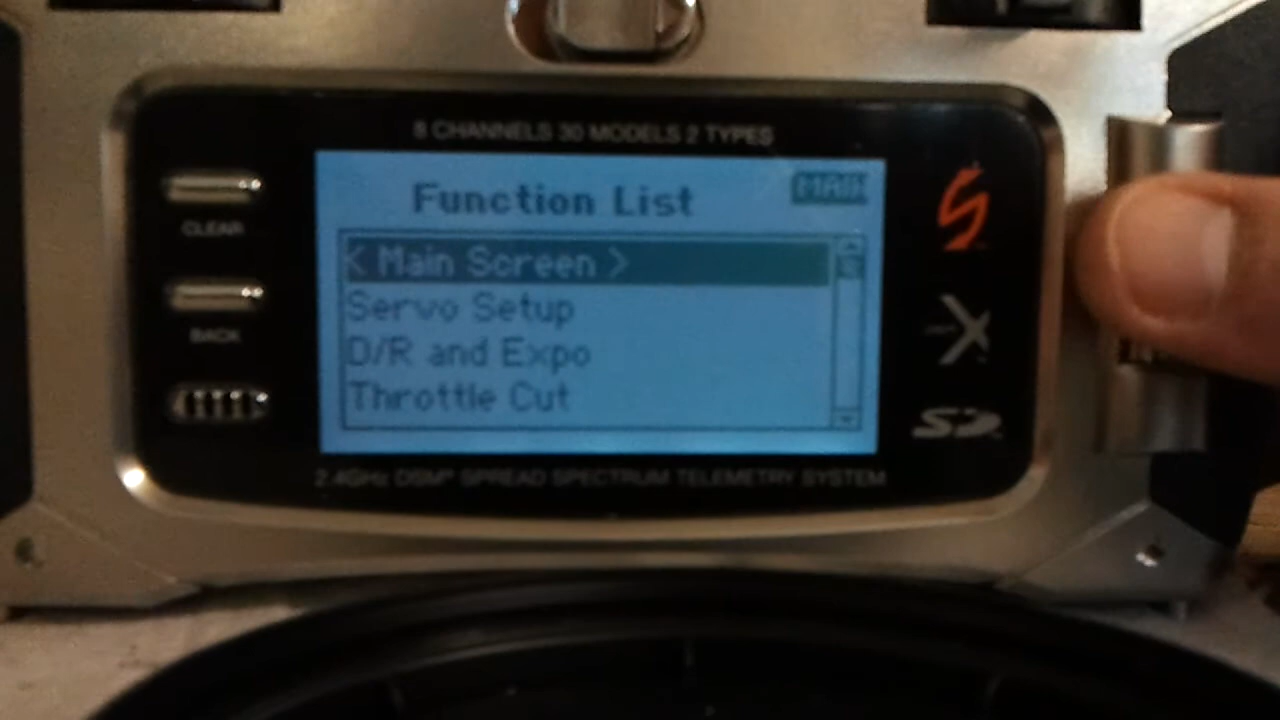 8 CHANNELS 30 MODELS 2 TYPES
Function List
MAIN
< Main Screen >
Servo Setup
D/R and Expo
Throttle Cut
CLEAR
BACK
X
SD
2.4GHz DSM® SPREAD SPECTRUM TELEMETRY SYSTEM